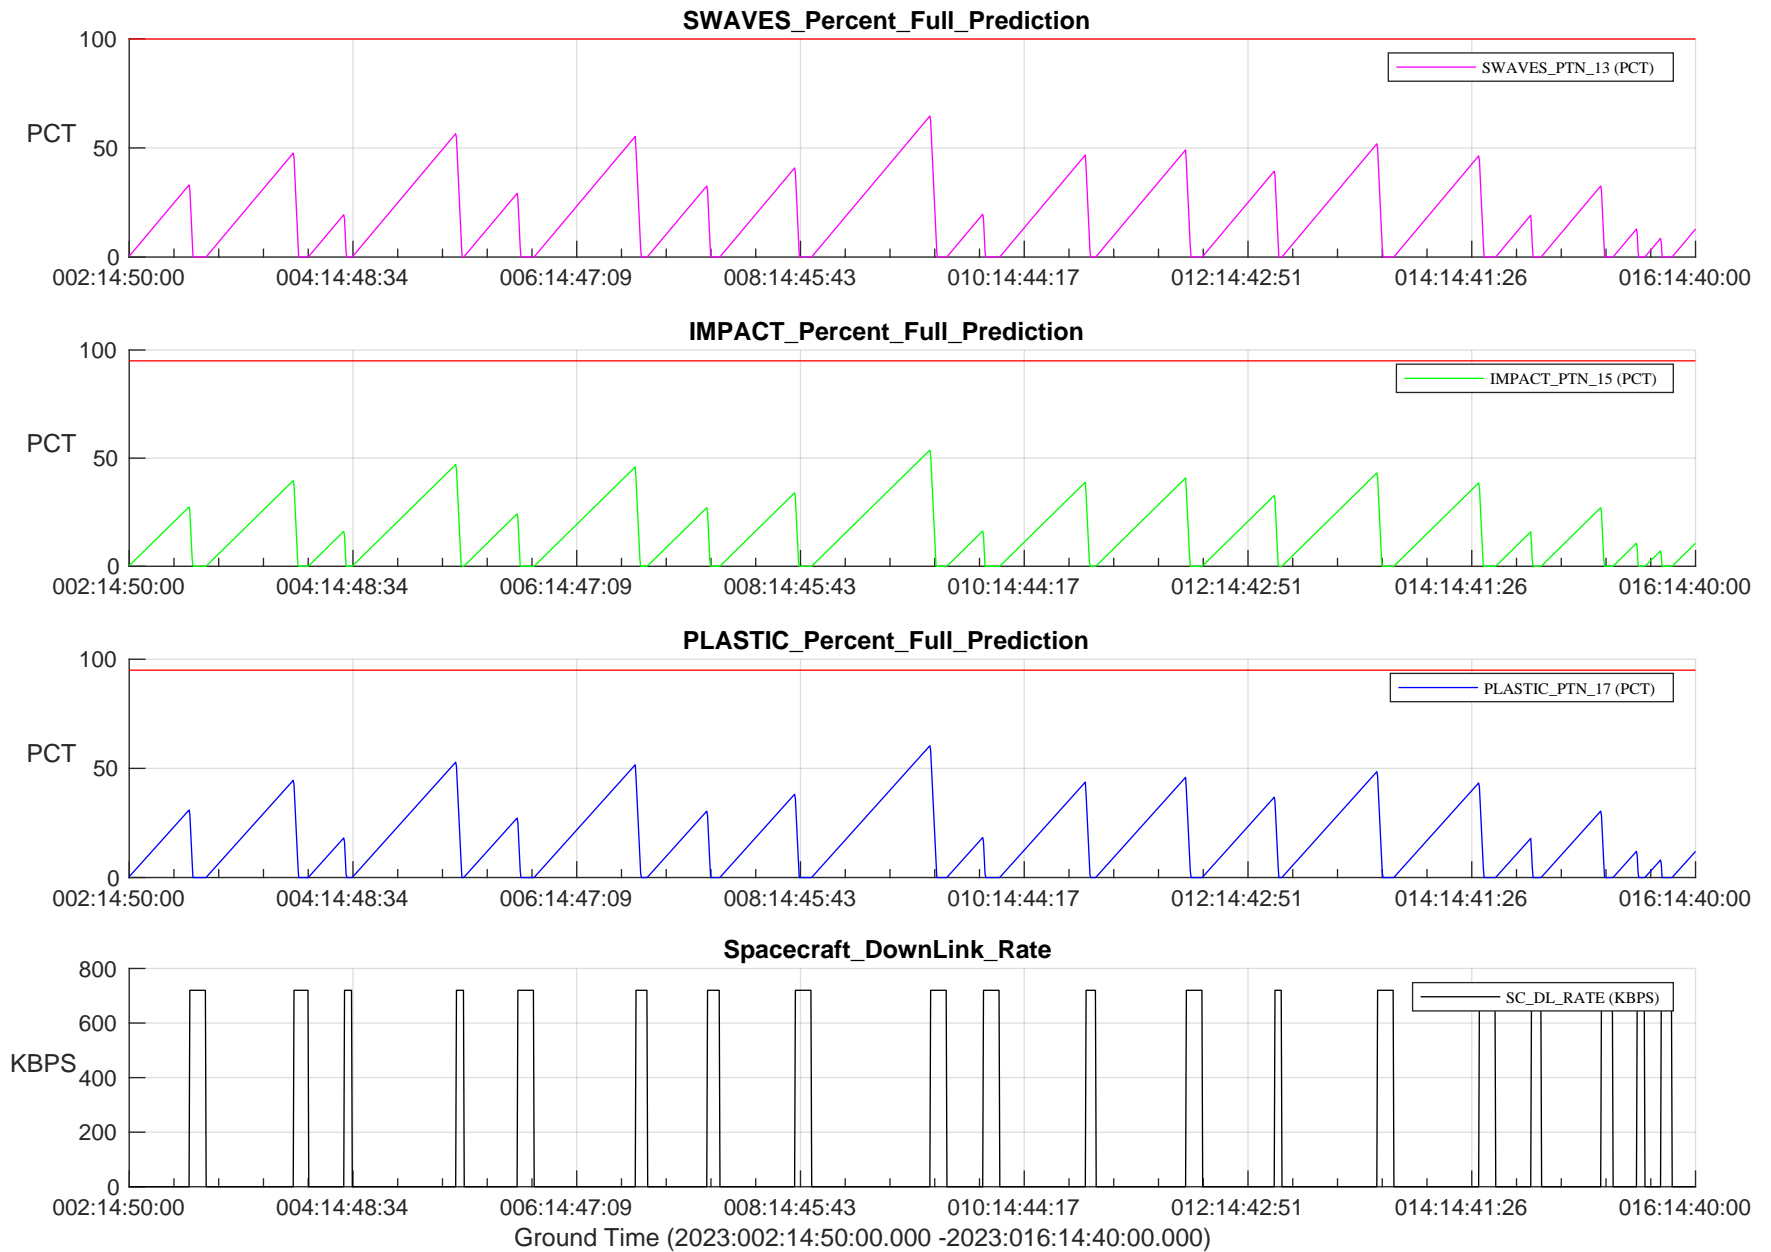 SWAVES_Percent_Full_Prediction
100
SWAVES_PTN_13 (PCT)
PCT
50
0
002:14:50:00 004:14:48:34 006:14:47:09 008:14:45:43 010:14:44:17 012:14:42:51 014:14:41:26 016:14:40:00
IMPACT_Percent_Full_Prediction
100
IMPACT_PTN_15 (PCT)
PCT
50
0
002:14:50:00 004:14:48:34 006:14:47:09 008:14:45:43 010:14:44:17 012:14:42:51 014:14:41:26 016:14:40:00
PLASTIC_Percent_Full_Prediction
100
PLASTIC_PTN_17 (PCT)
PCT
50
0
002:14:50:00 004:14:48:34 006:14:47:09 008:14:45:43 010:14:44:17 012:14:42:51 014:14:41:26 016:14:40:00
Spacecraft_DownLink_Rate
800
SC_DL_RATE (KBPS)
600
KBPS
400
200
0
002:14:50:00 004:14:48:34 006:14:47:09 008:14:45:43 010:14:44:17 012:14:42:51 014:14:41:26 016:14:40:00
Ground Time (2023:002:14:50:00.000 -2023:016:14:40:00.000)